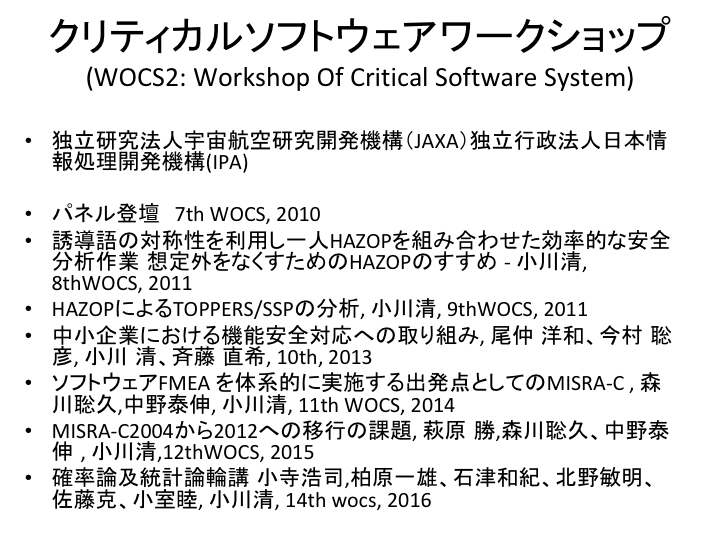 クリティカルソフトウェアワークショップ
(WOCS2: Workshop Of Critical Software System)
• 独立研究法人宇宙航空研究開発機構（JAXA）独立行政法人日本情
報処理開発機構(IPA)
• パネル登壇 7th WOCS, 2010
• 誘導語の対称性を利用し一人HAZOPを組み合わせた効率的な安全
分析作業 想定外をなくすためのHAZOPのすすめ - 小川清,
8thWOCS, 2011
• HAZOPによるTOPPERS/SSPの分析, 小川清, 9thWOCS, 2011
• 中小企業における機能安全対応への取り組み, 尾仲 洋和、今村 聡
彦, 小川 清、斉藤 直希, 10th, 2013
• ソフトウェアFMEA を体系的に実施する出発点としてのMISRA-C , 森
川聡久,中野泰伸, 小川清, 11th WOCS, 2014
• MISRA-C2004から2012への移行の課題, 萩原 勝,森川聡久、中野泰
伸 , 小川清,12thWOCS, 2015
• 確率論及統計論輪講 小寺浩司,柏原一雄、石津和紀、北野敏明、
佐藤克、小室睦, 小川清, 14th wocs, 2016